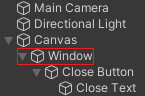 Main Camera
Directional Light
Canvas
Window
Close Button
Close Text